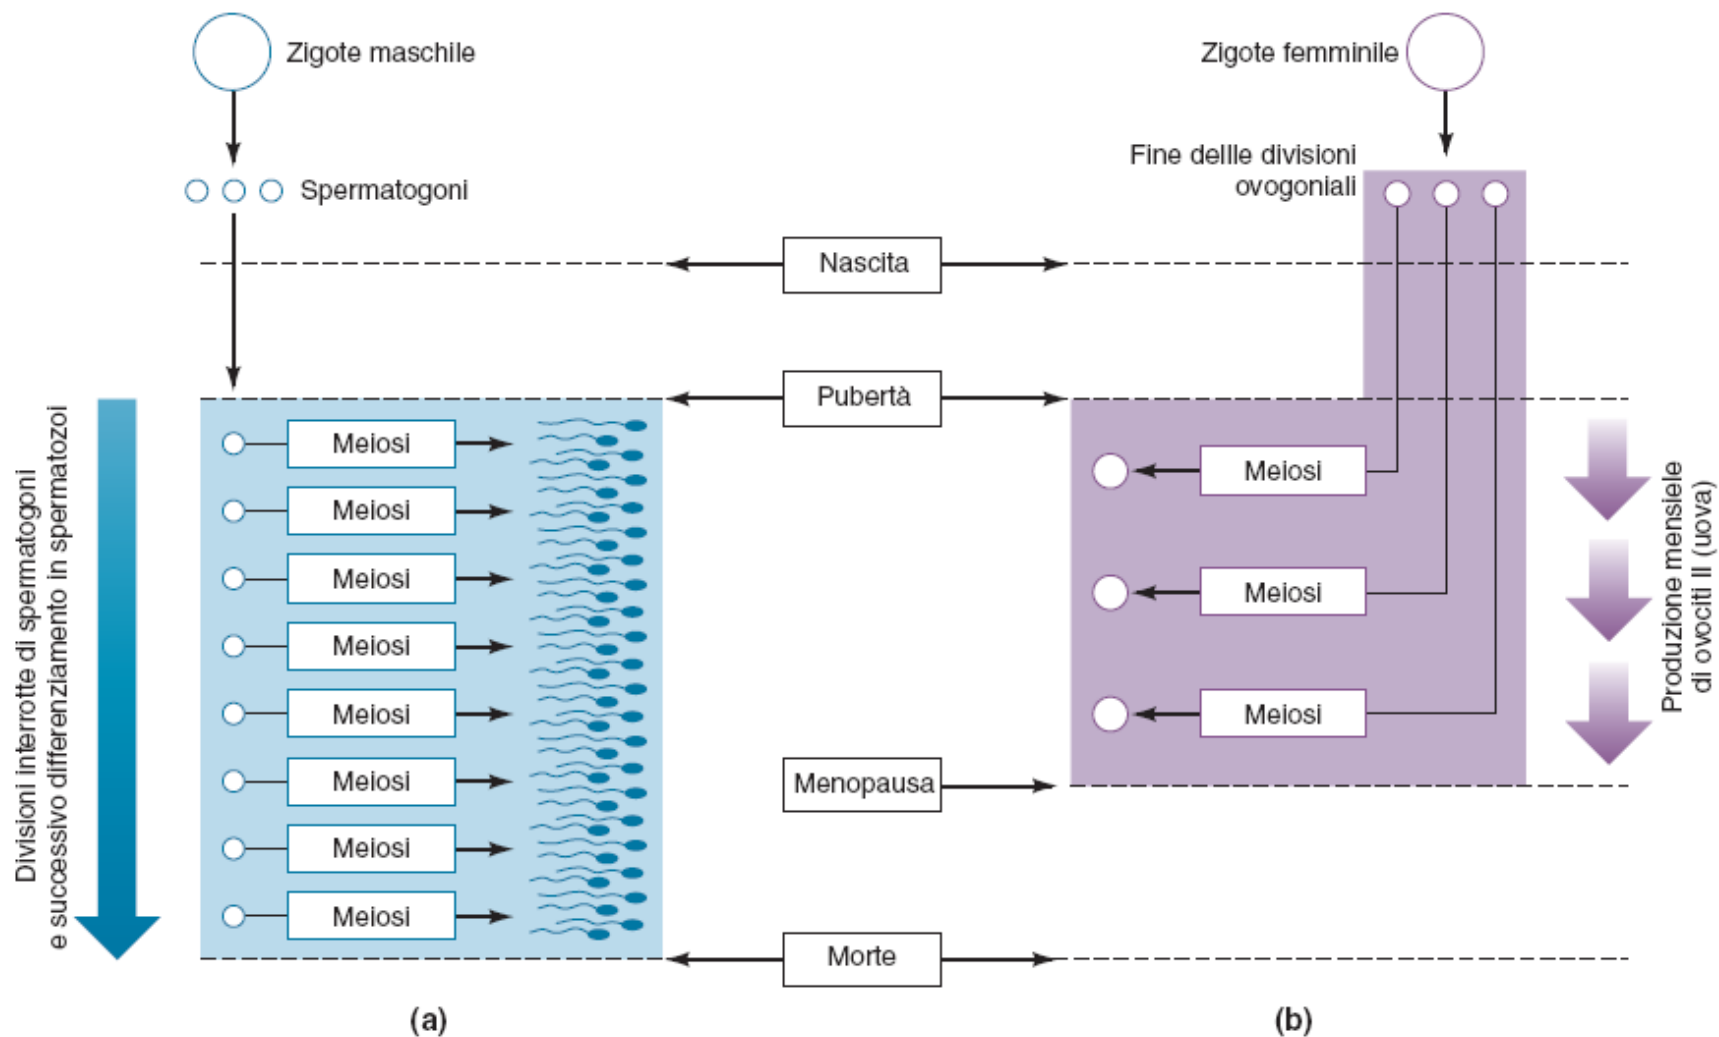 Zigote maschile
Zigote femminile
Fine dellle divisioni
ovogoniali
Spermatogoni
Nascita
Pubertà
Divisioni interrotte di spermatogoni
e successivo differenziamento in spermatozoi
Meiosi
Meiosi
Meiosi
Meiosi
Meiosi
Meiosi
Meiosi
Meiosi
Meiosi
Meiosi
Meiosi
Produzione mensiele
di ovociti II (uova)
Menopausa
Morte
(a)
(b)